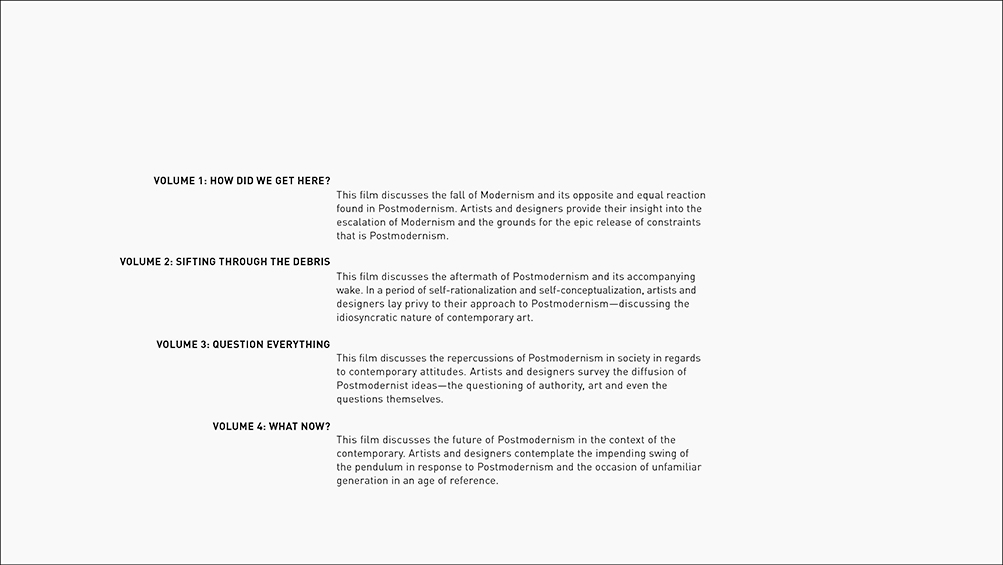 VOLUME 1: HOW DID WE GET HERE?
This film discusses the fall of Modernism and its opposite and equal reaction
found in Postmodernism. Artists and designers provide their insight into the
escalation of Modernism and the grounds for the epic release of constraints
that is Postmodernism.
VOLUME 2: SIFTING THROUGH THE DEBRIS
This film discusses the aftermath of Postmodernism and its accompanying
wake. In a period of self-rationalization and self-conceptualization, artists and
designers lay privy to their approach to Postmodernism—discussing the
idiosyncratic nature of contemporary art.
VOLUME 3: QUESTION EVERYTHING
This film discusses the repercussions of Postmodernism in society in regards
to contemporary attitudes. Artists and designers survey the diffusion of
Postmodernist ideas—the questioning of authority, art and even the
questions themselves.
VOLUME 4: WHAT NOW?
This film discusses the future of Postmodernism in the context of the
contemporary. Artists and designers contemplate the impending swing of
the pendulum in response to Postmodernism and the occasion of unfamiliar
generation in an age of reference.